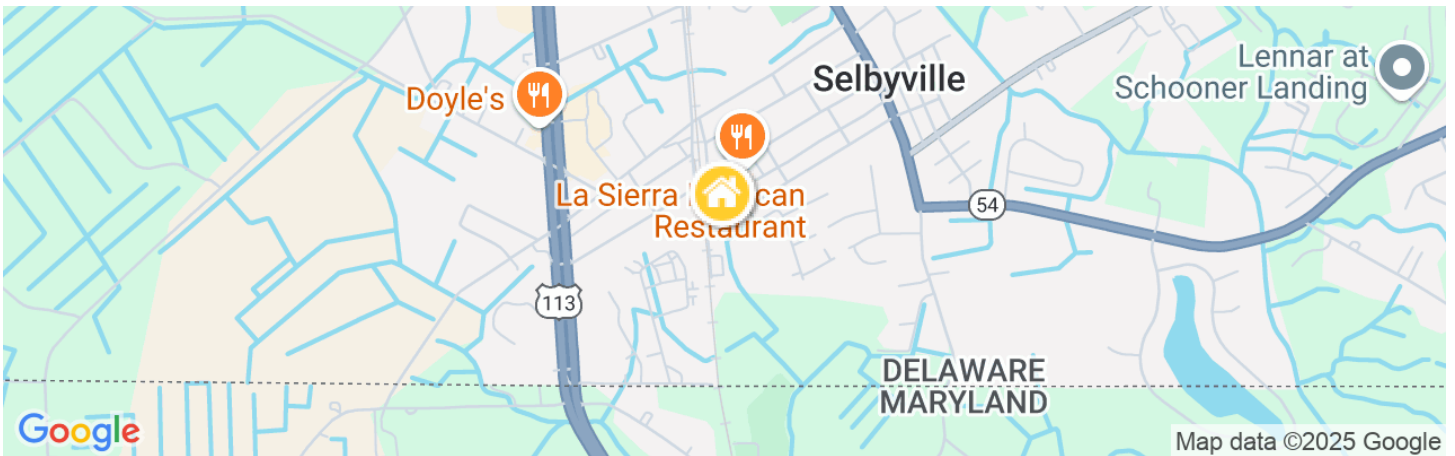 Doyle's
Selbyville
Lennar at
Schooner Landing
La Sierra
Restaurant
54
113
DELAWARE
MARYLAND
Google
Map data ©2025 Google